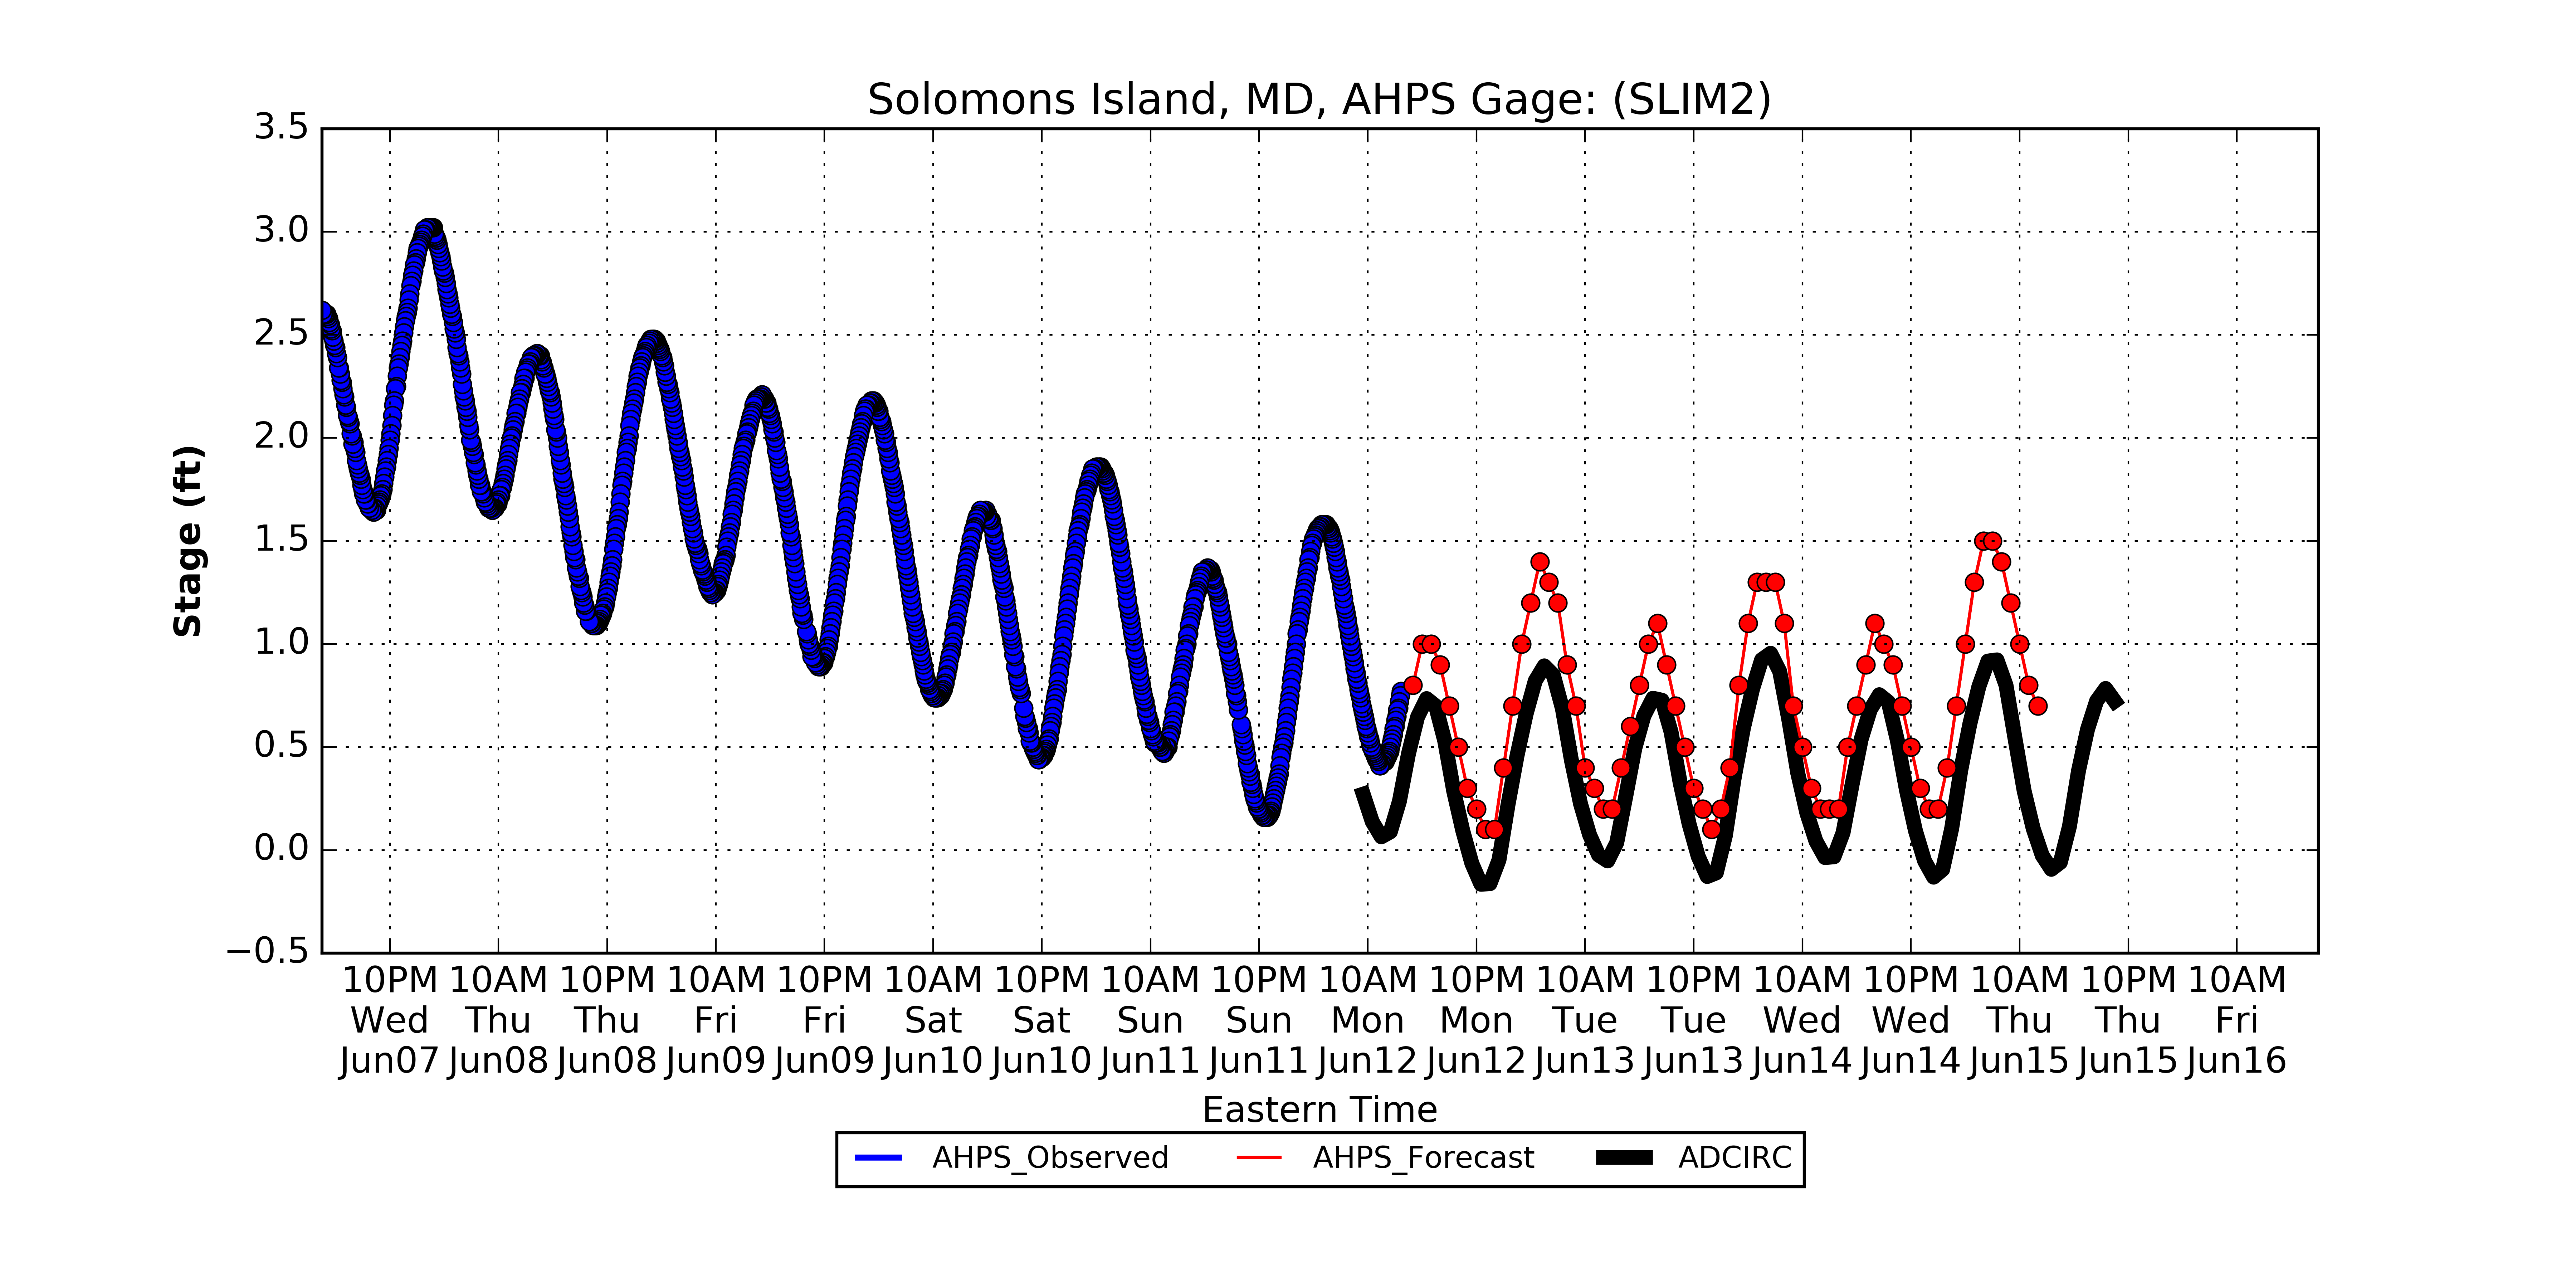 Solomons Island, MD, AHPS Gage: (SLIM2)
3.5
3.0
2.5
2.0
1.5
1.0
0.5
0.0
−0.5
Stage (ft)
10PM 10AM 10PM 10AM 10PM 10AM 10PM 10AM 10PM 10AM 10PM 10AM 10PM 10AM 10PM 10AM 10PM 10AM
Wed Thu Thu Fri Fri Sat Sat Sun Sun Mon Mon Tue Tue Wed Wed Thu Thu Fri
Jun07 Jun08 Jun08 Jun09 Jun09 Jun10 Jun10 Jun11 Jun11 Jun12 Jun12 Jun13 Jun13 Jun14 Jun14 Jun15 Jun15 Jun16
Eastern Time
AHPS_Observed AHPS_Forecast ADCIRC